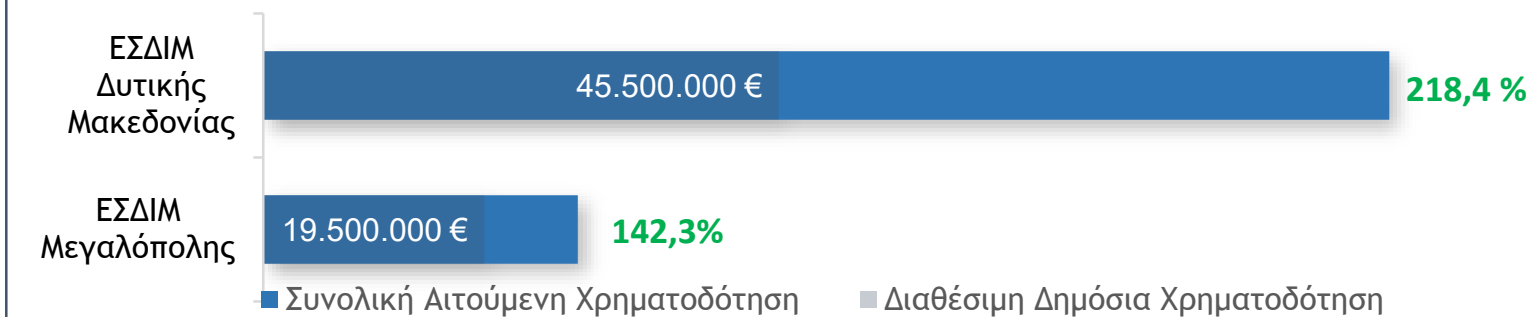 ΕΣΔΙΜ
Δυτικής
Μακεδονίας
45.500.000 €
218,4 %
ΕΣΔΙΜ
Μεγαλόπολης
19.500.000 €
142,3%
Συνολική Αιτούμενη Χρηματοδότηση
Διαθέσιμη Δημόσια Χρηματοδότηση